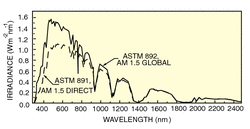 IRRADIANCE (Wm⁻²nm⁻¹)
1.6
1.4
1.2
1.0
0.8
0.6
0.4
0.2
0.0
ASTM 892,
AM 1.5 GLOBAL
ASTM 891,
AM 1.5 DIRECT
400 600 800 1000 1200 1400 1600 1800 2000 2200 2400
WAVELENGTH (nm)